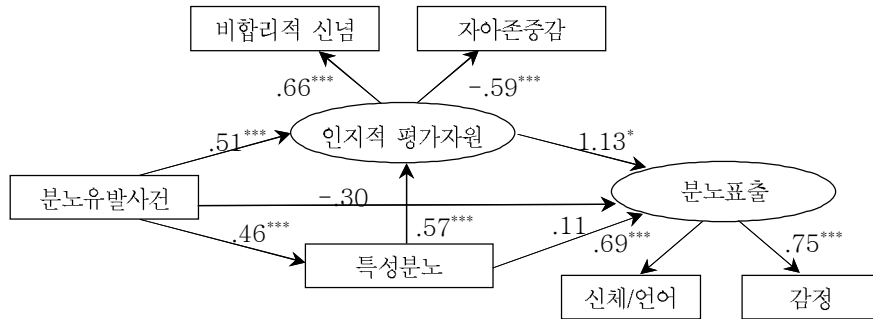 비합리적 신념
자아존중감
.66***
-.59***
인지적 평가자원
.51***
1.13*
분노유발사건
-.30
분노표출
.46***
.57***
.11
.69***
.75***
특성분노
신체/언어
감정